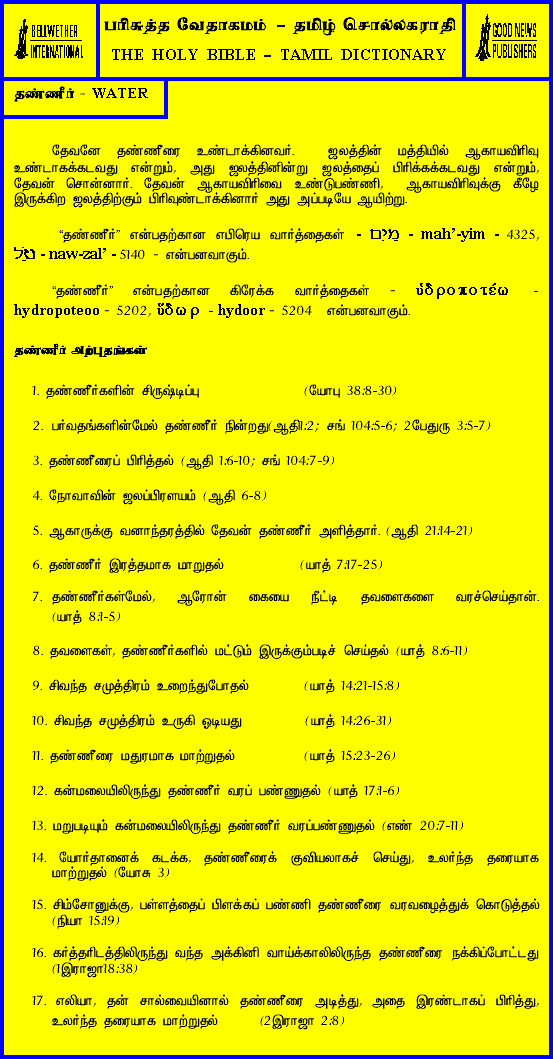 BELLWETHER
INTERNATIONAL
பரிசுத்த வேதாகமம் – தமிழ் சொல்லகராதி
THE HOLY BIBLE – TAMIL DICTIONARY
GOOD NEWS
PUBLISHERS
தண்ணீர் - WATER
தேவனே தண்ணீரை உண்டாக்கினவர். ஜலத்தின் மத்தியில் ஆகாயவிரிவு
உண்டாகக்கடவது என்றும், அது ஜலத்தினின்று ஜலத்தைப் பிரிக்கக்கடவது என்றும்,
தேவன் சொன்னார். தேவன் ஆகாயவிரிவை உண்டுபண்ணி, ஆகாயவிரிவுக்கு கீழே
இருக்கிற ஜலத்திற்கும் பிரிவுண்டாக்கினார் அது அப்படியே ஆயிற்று.
“தண்ணீர்” என்பதற்கான எபிரெய வார்த்தைகள் - מַיִם - mah’-yim - 4325,
נזַל - naw-zal’ - 5140 - என்பனவாகும்.
“தண்ணீர்” என்பதற்கான கிரேக்க வார்த்தைகள் - ὑδροποτέω -
hydropoteoo - 5202, ὕδωρ - hydoor - 5204 என்பனவாகும்.
தண்ணீர் அற்புதங்கள்
1. தண்ணீர்களின் சிருஷ்டிப்பு (யோபு 38:8-30)
2. பர்வதங்களின்மேல் தண்ணீர் நின்றது(ஆதி1:2; சங் 104:5-6; 2பேதுரு 3:5-7)
3. தண்ணீரைப் பிரித்தல் (ஆதி 1:6-10; சங் 104:7-9)
4. நோவாவின் ஜலப்பிரளயம் (ஆதி 6-8)
5. ஆகாருக்கு வனாந்தரத்தில் தேவன் தண்ணீர் அளித்தார். (ஆதி 21:14-21)
6. தண்ணீர் இரத்தமாக மாறுதல் (யாத் 7:17-25)
7. தண்ணீர்கள்மேல், ஆரோன் கையை நீட்டி தவளைகளை வரச்செய்தான்.
(யாத் 8:1-5)
8. தவளைகள், தண்ணீர்களில் மட்டும் இருக்கும்படிச் செய்தல் (யாத் 8:6-11)
9. சிவந்த சமுத்திரம் உறைந்துபோதல் (யாத் 14:21-15:8)
10. சிவந்த சமுத்திரம் உருகி ஓடியது (யாத் 14:26-31)
11. தண்ணீரை மதுரமாக மாற்றுதல் (யாத் 15:23-26)
12. கன்மலையிலிருந்து தண்ணீர் வரப் பண்ணுதல் (யாத் 17:1-6)
13. மறுபடியும் கன்மலையிலிருந்து தண்ணீர் வரப்பண்ணுதல் (எண் 20:7-11)
14. யோர்தானைக் கடக்க, தண்ணீரைக் குவியலாகச் செய்து, உலர்ந்த தரையாக
மாற்றுதல் (யோசு 3)
15. சிம்சோனுக்கு, பள்ளத்தைப் பிளக்கப் பண்ணி தண்ணீரை வரவழைத்துக் கொடுத்தல்
(நியா 15:19)
16. கர்த்தரிடத்திலிருந்து வந்த அக்கினி வாய்க்காலிலிருந்த தண்ணீரை நக்கிப்போட்டது
(1இராஜா18:38)
17. எலியா, தன் சால்வையினால் தண்ணீரை அடித்து, அதை இரண்டாகப் பிரித்து,
உலர்ந்த தரையாக மாற்றுதல் (2இராஜா 2:8)